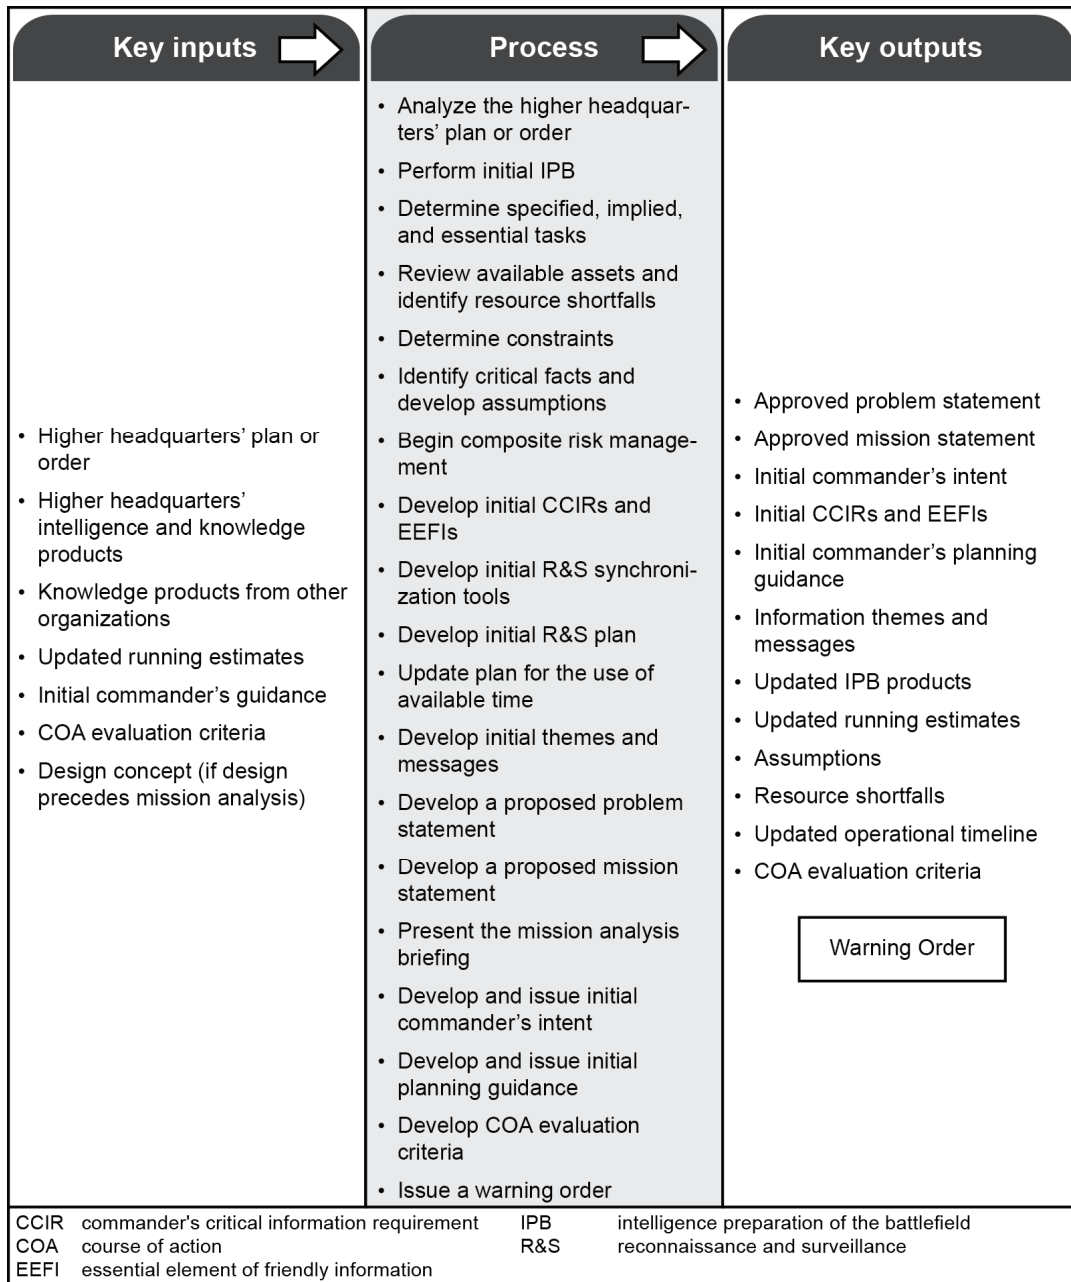 Key inputs
Process
Key outputs
• Higher headquarters’ plan or
order
• Higher headquarters’
intelligence and knowledge
products
• Knowledge products from other
organizations
• Updated running estimates
• Initial commander’s guidance
• COA evaluation criteria
• Design concept (if design
precedes mission analysis)
• Analyze the higher headquar-
ters’ plan or order
• Perform initial IPB
• Determine specified, implied,
and essential tasks
• Review available assets and
identify resource shortfalls
• Determine constraints
• Identify critical facts and
develop assumptions
• Begin composite risk manage-
ment
• Develop initial CCIRs and
EEFIs
• Develop initial R&S synchroni-
zation tools
• Develop initial R&S plan
• Update plan for the use of
available time
• Develop initial themes and
messages
• Develop a proposed problem
statement
• Develop a proposed mission
statement
• Present the mission analysis
briefing
• Develop and issue initial
commander’s intent
• Develop and issue initial
planning guidance
• Develop COA evaluation
criteria
• Issue a warning order
• Approved problem statement
• Approved mission statement
• Initial commander’s intent
• Initial CCIRs and EEFIs
• Initial commander’s planning
guidance
• Information themes and
messages
• Updated IPB products
• Updated running estimates
• Assumptions
• Resource shortfalls
• Updated operational timeline
• COA evaluation criteria
Warning Order
CCIR commander's critical information requirement
COA course of action
EEFI essential element of friendly information
IPB intelligence preparation of the battlefield
R&S reconnaissance and surveillance